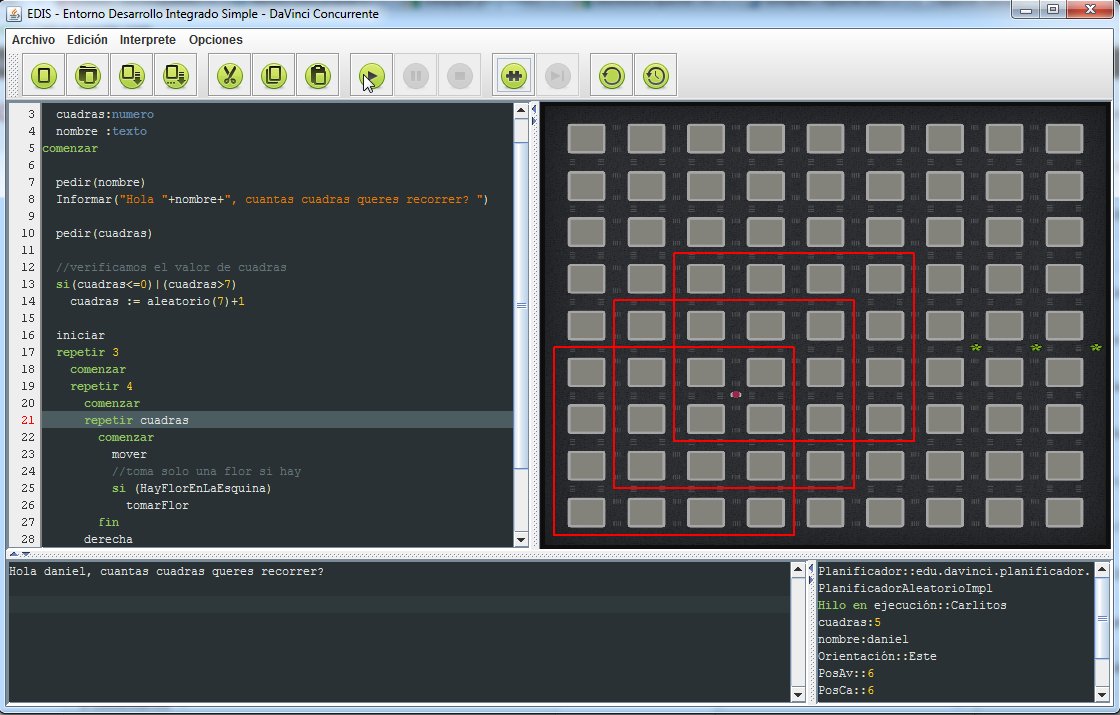 EDIS - Entorno Desarrollo Integrado Simple - DaVinci Concurrente
Archivo Edición Interprete Opciones
3 cuadras:numero
4 nombre :texto
5 comenzar
6
7 pedir(nombre)
8 Informar("Hola "+nombre+", cuantas cuadras queres recorrer? ")
9
10 pedir(cuadras)
11
12 //verificamos el valor de cuadras
13 si(cuadras<=0)|(cuadras>7)
14 cuadras := aleatorio(7)+1
15
16 iniciar
17 repetir 3
18 comenzar
19 repetir 4
20 comenzar
21 repetir cuadras
22 comenzar
23 mover
24 //toma solo una flor si hay
25 si (HayFlorEnLaEsquina)
26 tomarFlor
27 fin
28 derecha
Hola daniel, cuantas cuadras queres recorrer?
Planificador::edu.davinci.planificador.
PlanificadorAleatorioImpl
Hilo en ejecución::Carlitos
cuadras:5
nombre:daniel
Orientación::Este
PosAv::6
PosCa::6